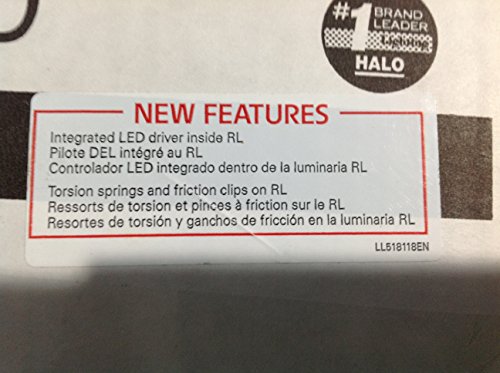 #1 BRAND
LEADER
HALO
NEW FEATURES
Integrated LED driver inside RL
Pilote DEL intégré au RL
Controlador LED integrado dentro de la luminaria RL
Torsion springs and friction clips on RL
Ressorts de torsion et pinces à friction sur le RL
Resortes de torsión y ganchos de fricción en la luminaria RL
LL518118EN